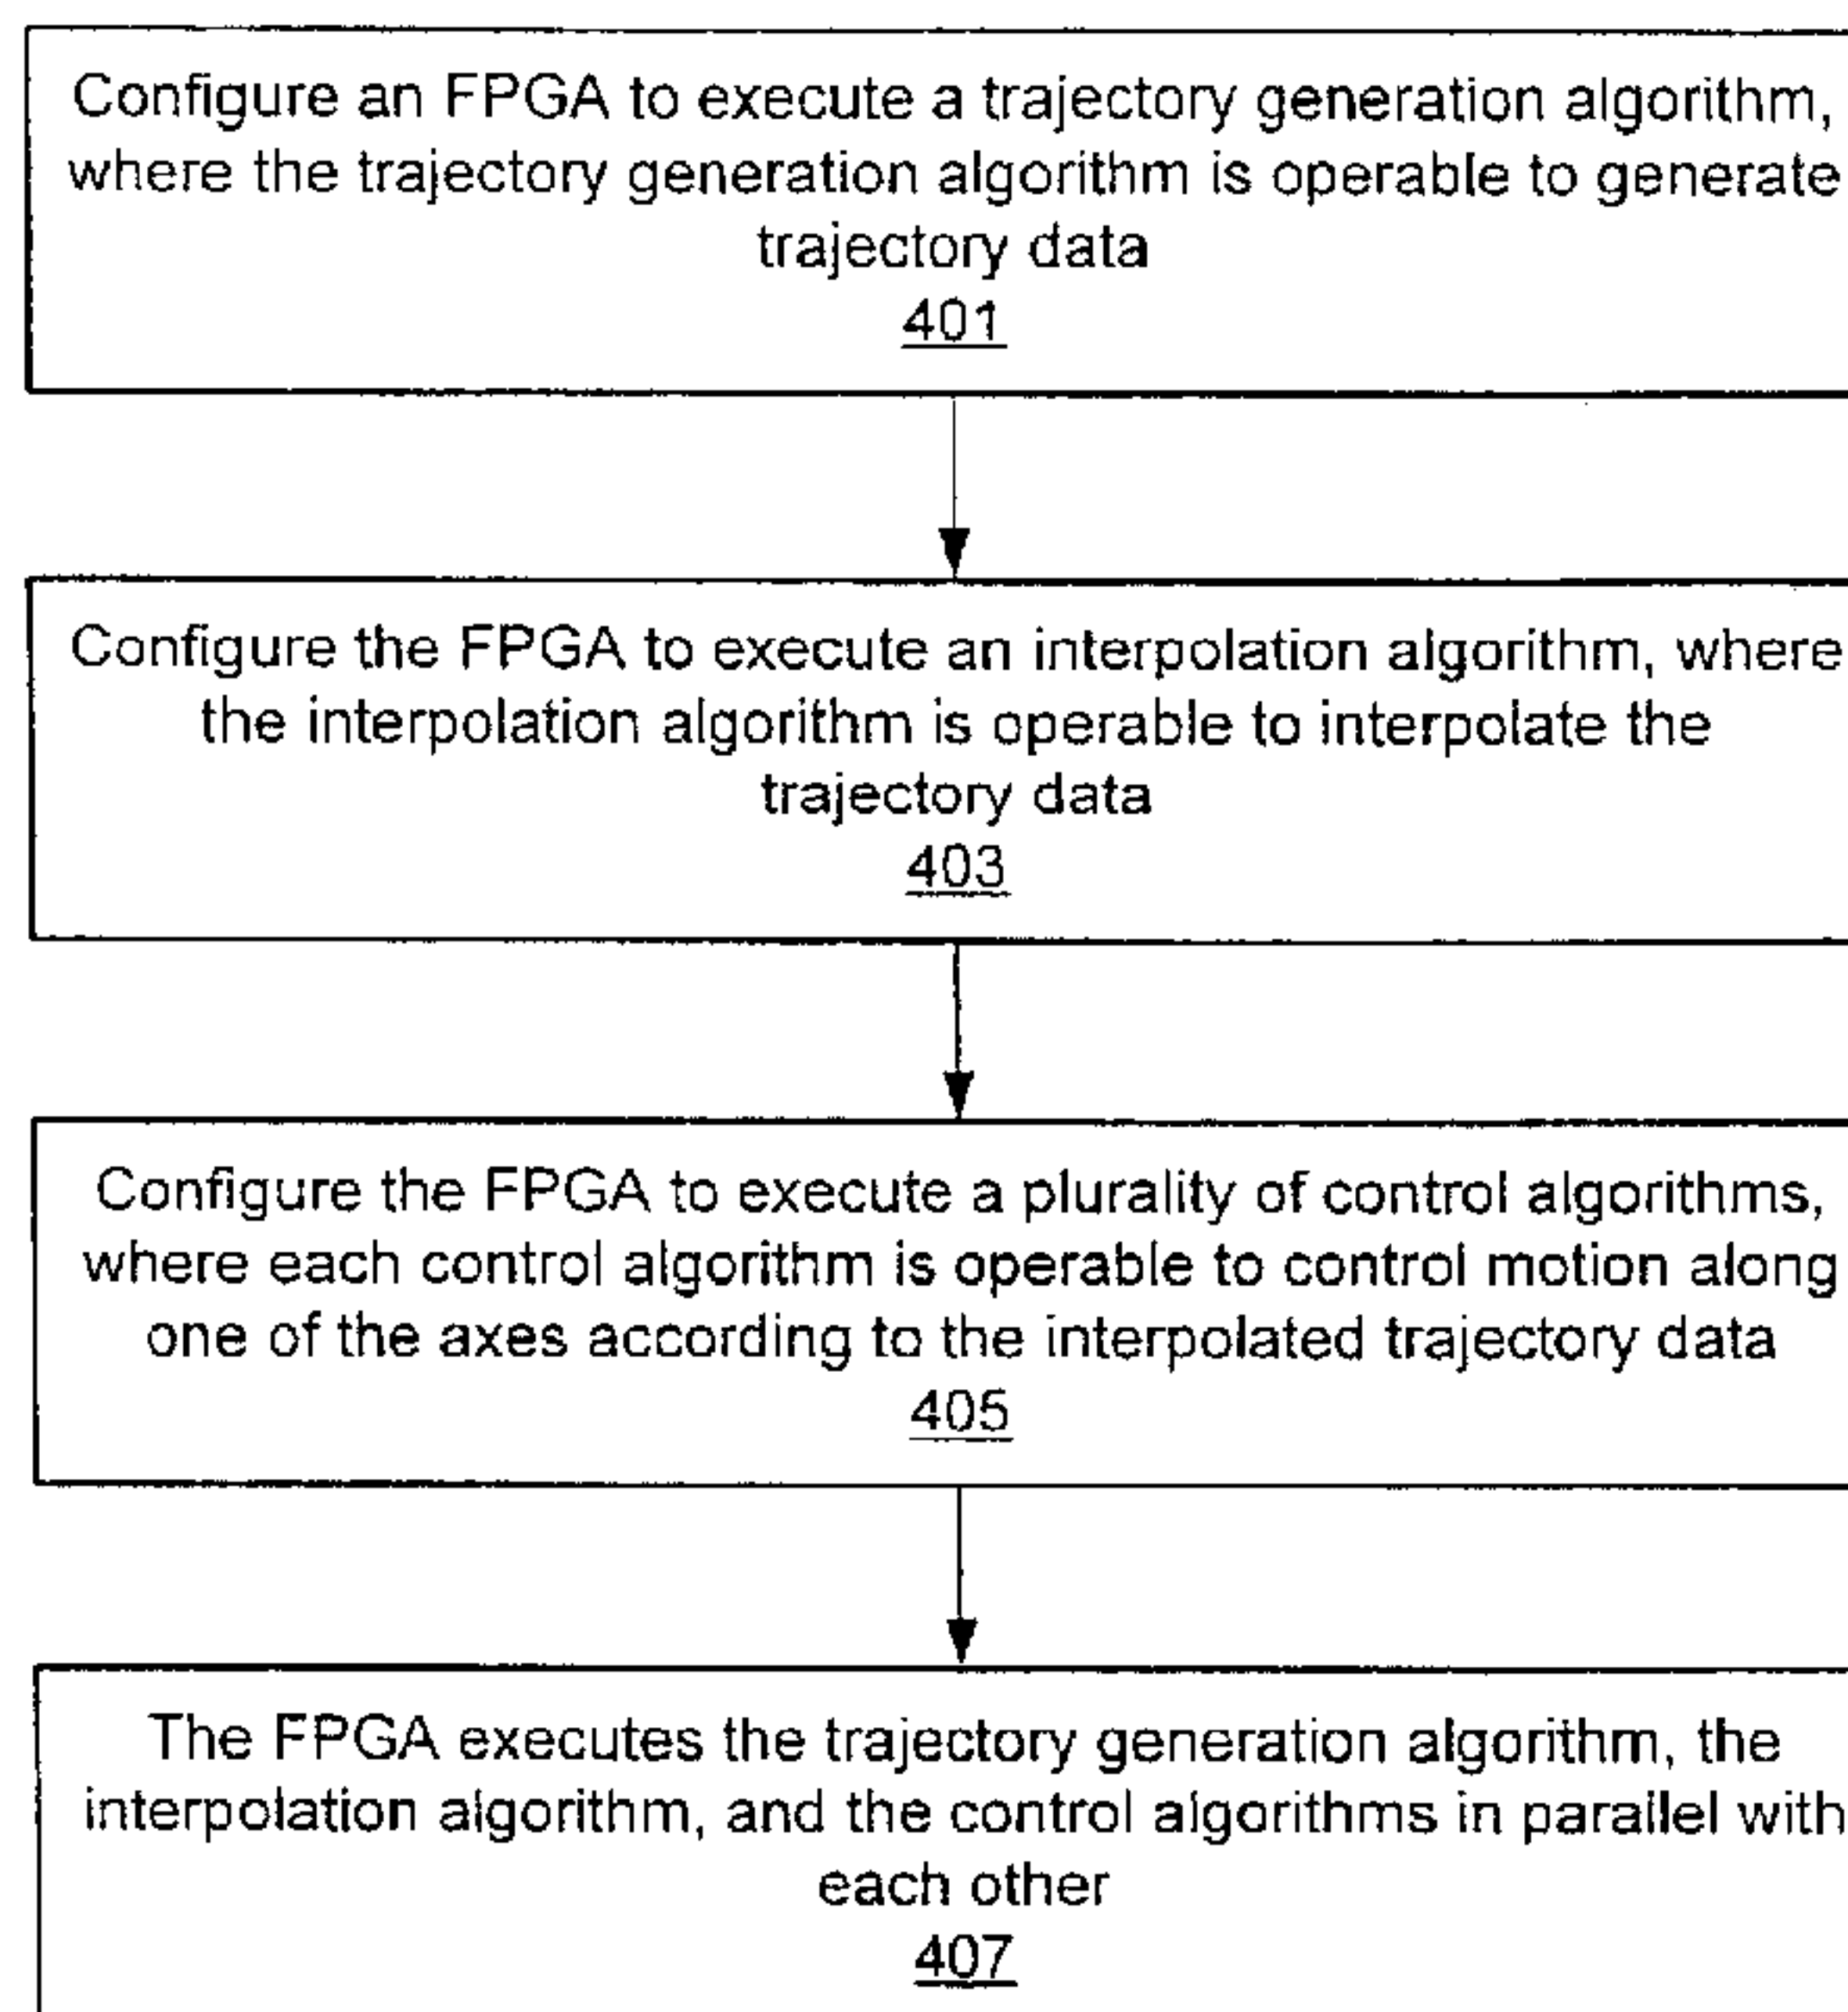 Configure an FPGA to execute a trajectory generation algorithm,
where the trajectory generation algorithm is operable to generate
trajectory data
401
Configure the FPGA to execute an interpolation algorithm, where
the interpolation algorithm is operable to interpolate the
trajectory data
403
Configure the FPGA to execute a plurality of control algorithms,
where each control algorithm is operable to control motion along
one of the axes according to the interpolated trajectory data
405
The FPGA executes the trajectory generation algorithm, the
interpolation algorithm, and the control algorithms in parallel with
each other
407